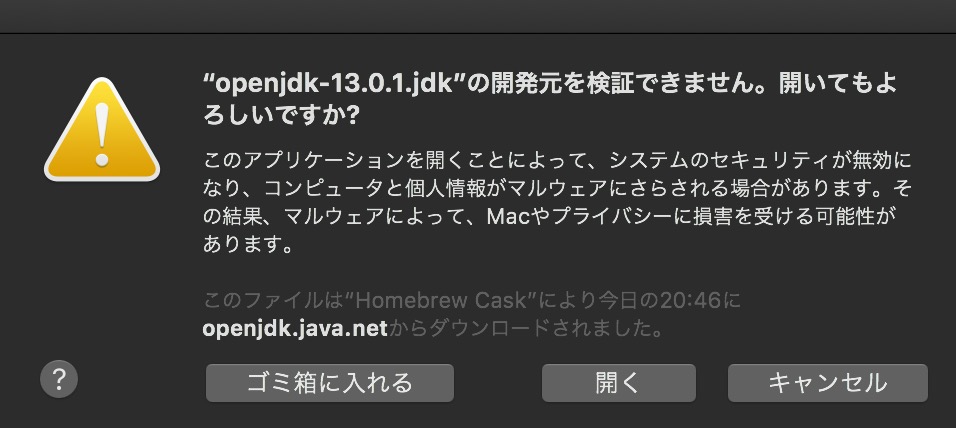 “openjdk-13.0.1.jdk”の開発元を検証できません。開いてもよ
ろしいですか?
このアプリケーションを開くことによって、システムのセキュリティが無効に
なり、コンピュータと個人情報がマルウェアにさらされる場合があります。そ
の結果、マルウェアによって、Macやプライバシーに損害を受ける可能性が
あります。
このファイルは“Homebrew Cask”により今日の20:46に
openjdk.java.netからダウンロードされました。
? ゴミ箱に入れる 開く キャンセル